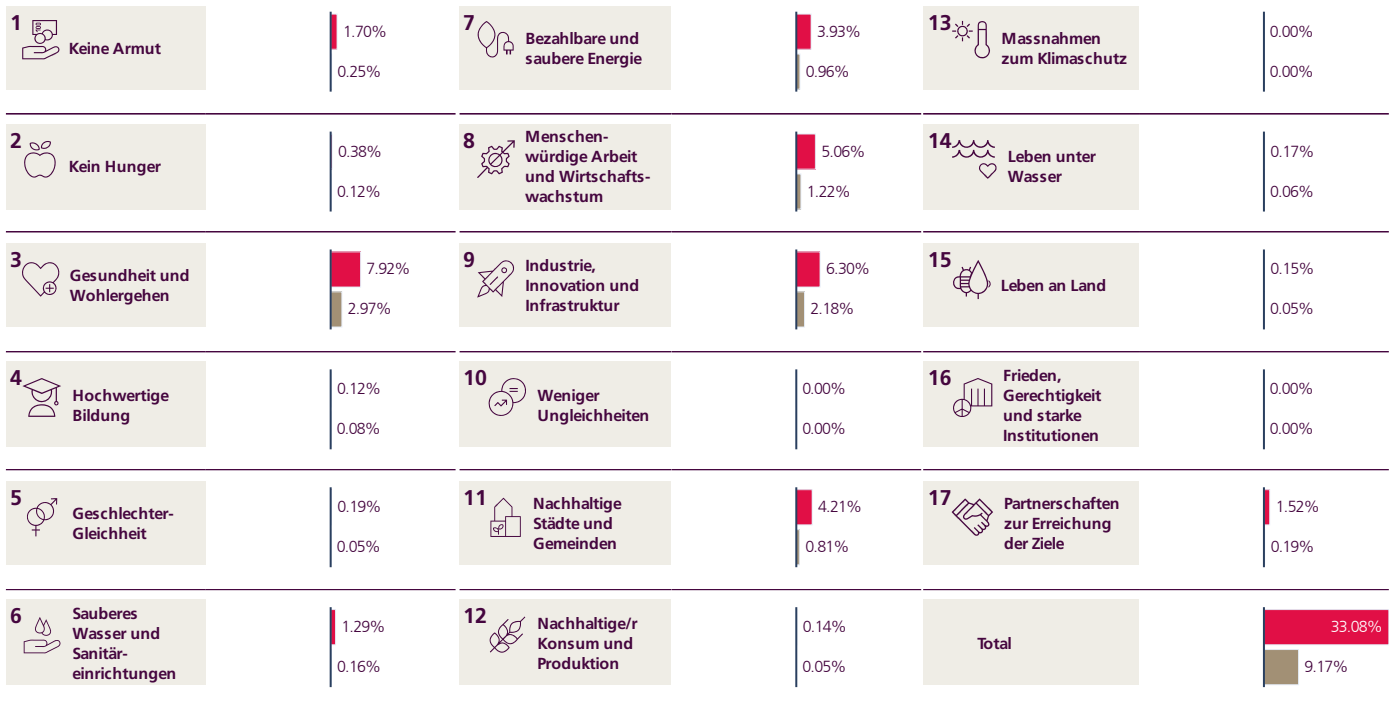 1
100
Keine Armut
1.70%
0.25%
2
Kein Hunger
0.38%
0.12%
3
Gesundheit und
Wohlergehen
7.92%
2.97%
4
Hochwertige
Bildung
0.12%
0.08%
5
Geschlechter-
Gleichheit
0.19%
0.05%
6
Sauberes
Wasser und
Sanitär-
einrichtungen
1.29%
0.16%
7
Bezahlbare und
saubere Energie
3.93%
0.96%
8
Menschen-
würdige Arbeit
und Wirtschafts-
wachstum
5.06%
1.22%
9
Industrie,
Innovation und
Infrastruktur
6.30%
2.18%
10
Weniger
Ungleichheiten
0.00%
0.00%
11
Nachhaltige
Städte und
Gemeinden
4.21%
0.81%
12
Nachhaltige/r
Konsum und
Produktion
0.14%
0.05%
13
Massnahmen
zum Klimaschutz
0.00%
0.00%
14
Leben unter
Wasser
0.17%
0.06%
15
Leben an Land
0.15%
0.05%
16
Frieden,
Gerechtigkeit
und starke
Institutionen
0.00%
0.00%
17
Partnerschaften
zur Erreichung
der Ziele
1.52%
0.19%
Total
33.08%
9.17%